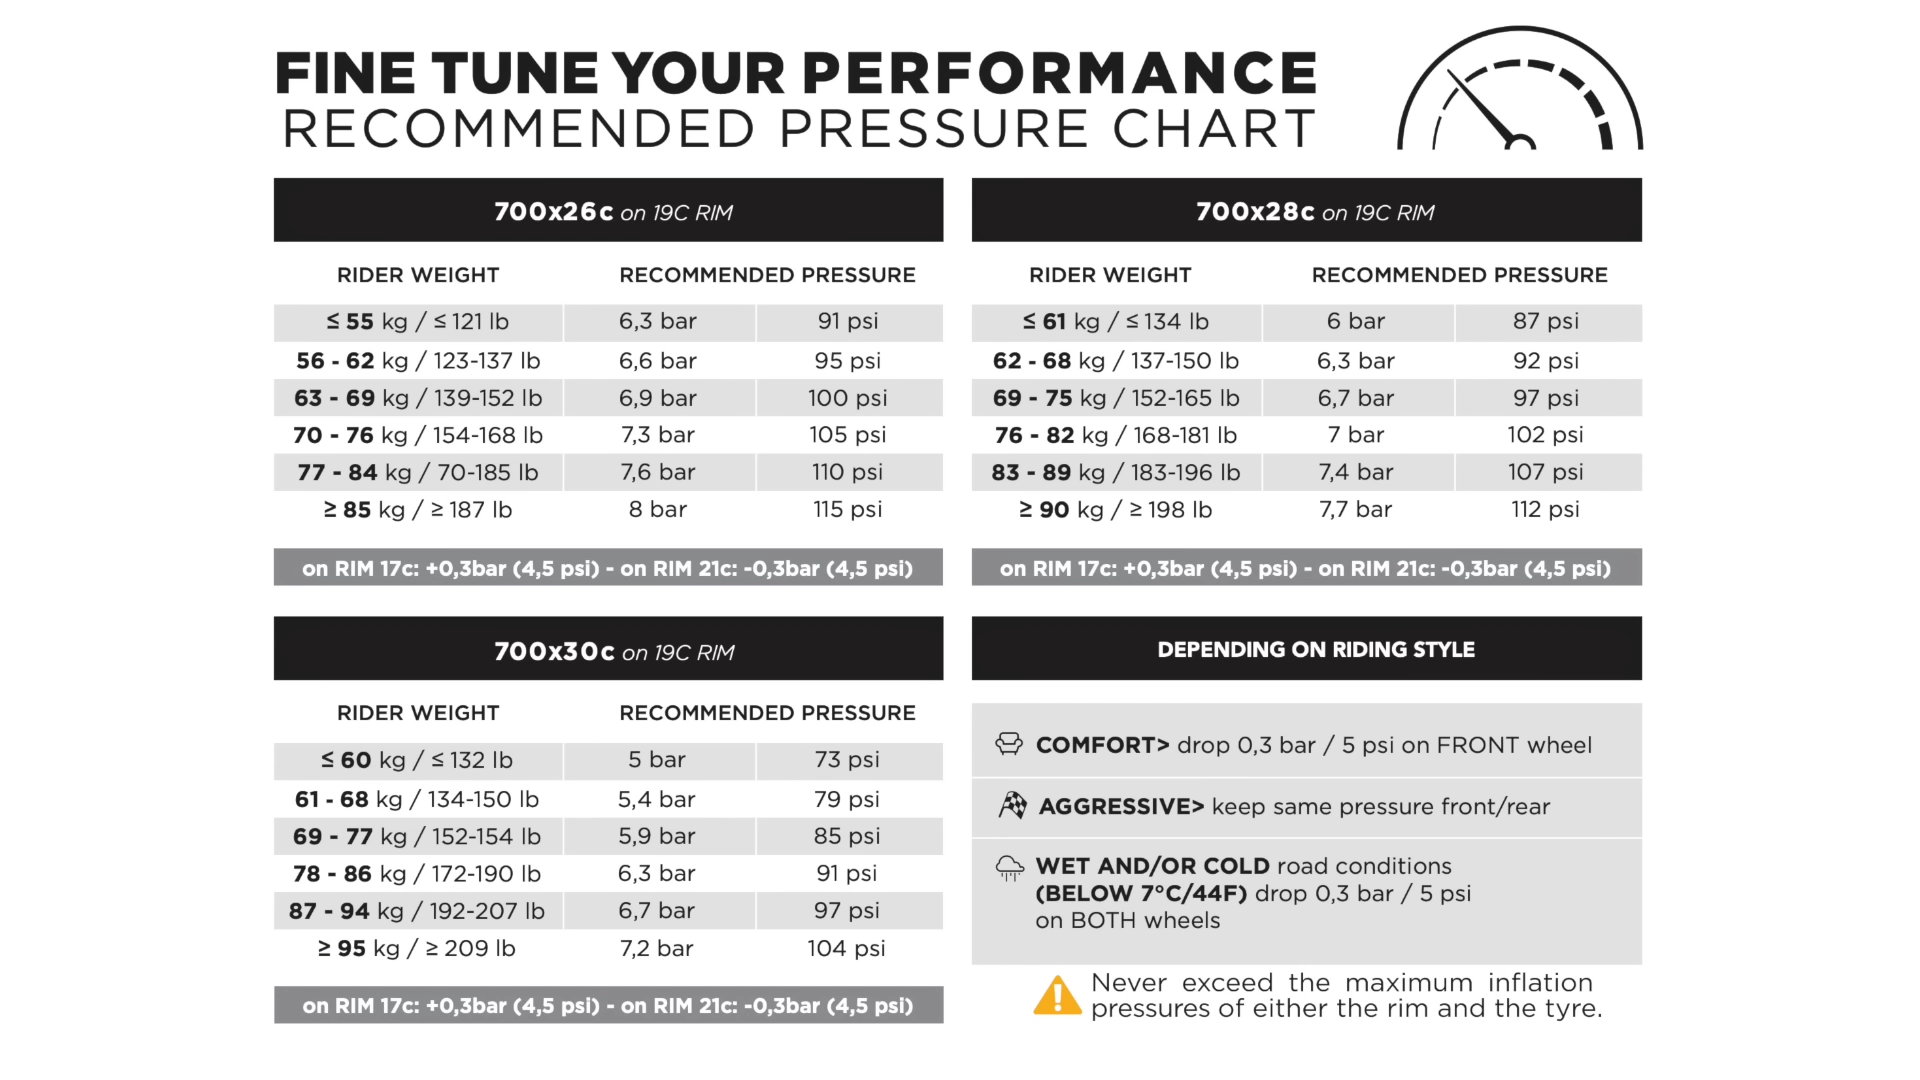 FINE TUNE YOUR PERFORMANCE
RECOMMENDED PRESSURE CHART
700x26c on 19C RIM
RIDER WEIGHT RECOMMENDED PRESSURE
≤ 55 kg / ≤ 121 lb 6,3 bar 91 psi
56 - 62 kg / 123-137 lb 6,6 bar 95 psi
63 - 69 kg / 139-152 lb 6,9 bar 100 psi
70 - 76 kg / 154-168 lb 7,3 bar 105 psi
77 - 84 kg / 70-185 lb 7,6 bar 110 psi
≥ 85 kg / ≥ 187 lb 8 bar 115 psi
on RIM 17c: +0,3bar (4,5 psi) - on RIM 21c: -0,3bar (4,5 psi)
700x28c on 19C RIM
RIDER WEIGHT RECOMMENDED PRESSURE
≤ 61 kg / ≤ 134 lb 6 bar 87 psi
62 - 68 kg / 137-150 lb 6,3 bar 92 psi
69 - 75 kg / 152-165 lb 6,7 bar 97 psi
76 - 82 kg / 168-181 lb 7 bar 102 psi
83 - 89 kg / 183-196 lb 7,4 bar 107 psi
≥ 90 kg / ≥ 198 lb 7,7 bar 112 psi
on RIM 17c: +0,3bar (4,5 psi) - on RIM 21c: -0,3bar (4,5 psi)
700x30c on 19C RIM
RIDER WEIGHT RECOMMENDED PRESSURE
≤ 60 kg / ≤ 132 lb 5 bar 73 psi
61 - 68 kg / 134-150 lb 5,4 bar 79 psi
69 - 77 kg / 152-154 lb 5,9 bar 85 psi
78 - 86 kg / 172-190 lb 6,3 bar 91 psi
87 - 94 kg / 192-207 lb 6,7 bar 97 psi
≥ 95 kg / ≥ 209 lb 7,2 bar 104 psi
on RIM 17c: +0,3bar (4,5 psi) - on RIM 21c: -0,3bar (4,5 psi)
DEPENDING ON RIDING STYLE
COMFORT> drop 0,3 bar / 5 psi on FRONT wheel
AGGRESSIVE> keep same pressure front/rear
WET AND/OR COLD road conditions
(BELOW 7°C/44F) drop 0,3 bar / 5 psi
on BOTH wheels
Never exceed the maximum inflation
pressures of either the rim and the tyre.